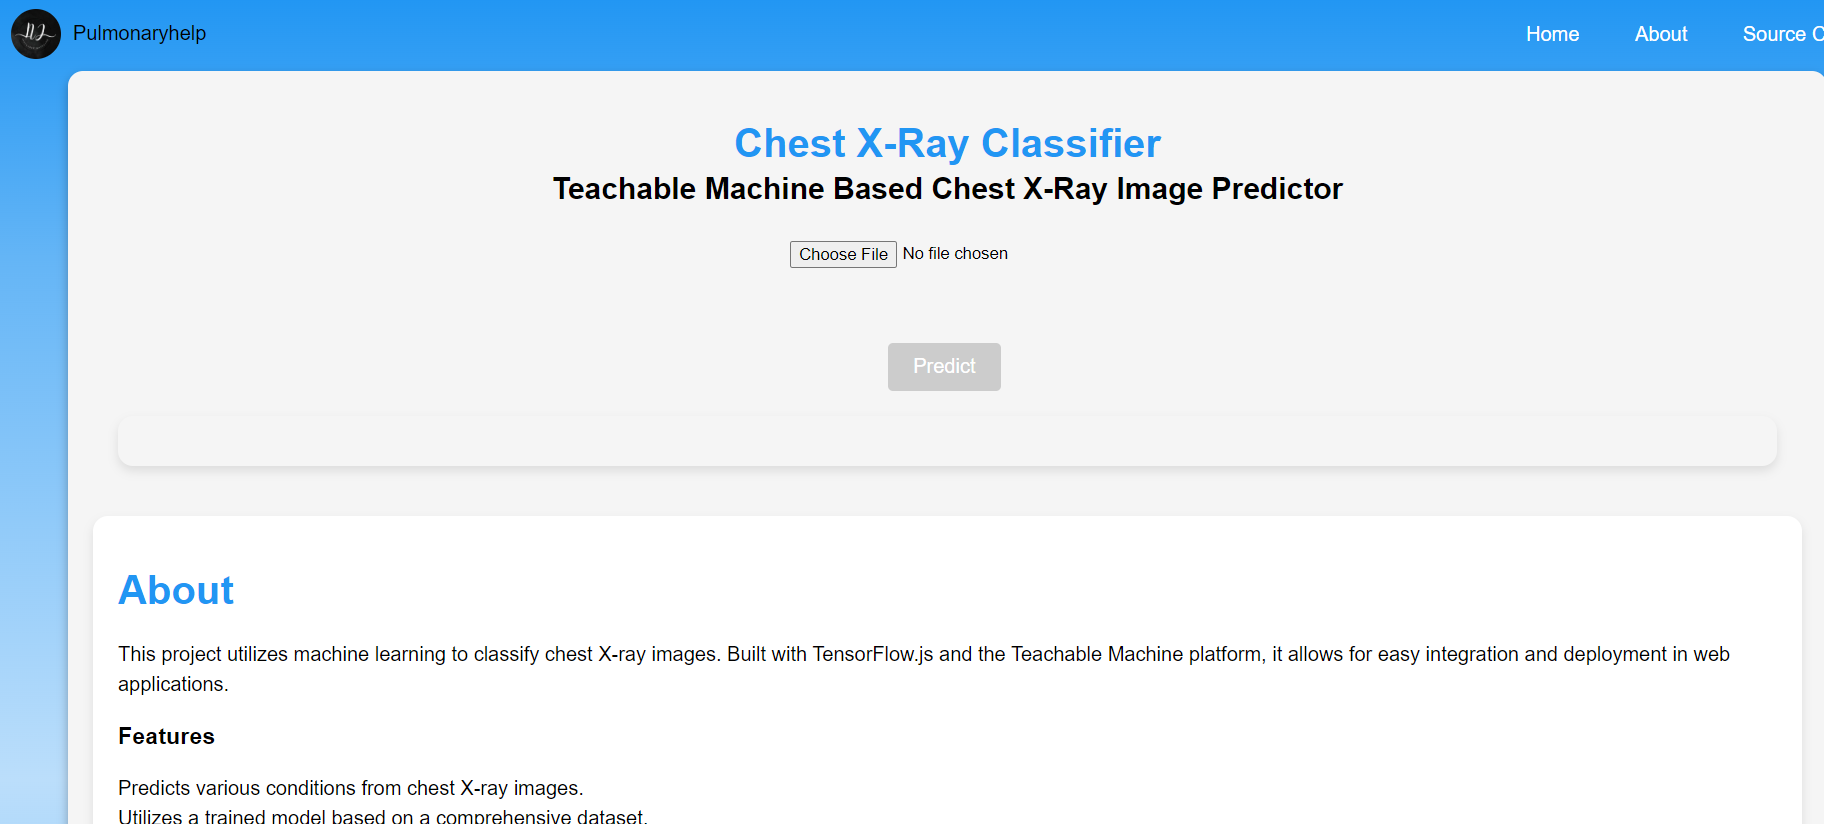 Pulmonaryhelp
Home About Source C
Chest X-Ray Classifier
Teachable Machine Based Chest X-Ray Image Predictor
Choose File No file chosen
Predict
About
This project utilizes machine learning to classify chest X-ray images. Built with TensorFlow.js and the Teachable Machine platform, it allows for easy integration and deployment in web
applications.
Features
Predicts various conditions from chest X-ray images.
Utilizes a trained model based on a comprehensive dataset.